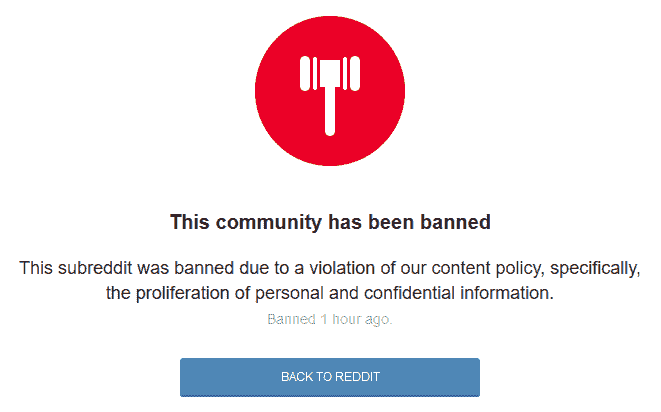 This community has been banned
This subreddit was banned due to a violation of our content policy, specifically,
the proliferation of personal and confidential information.
Banned 1 hour ago.
BACK TO REDDIT